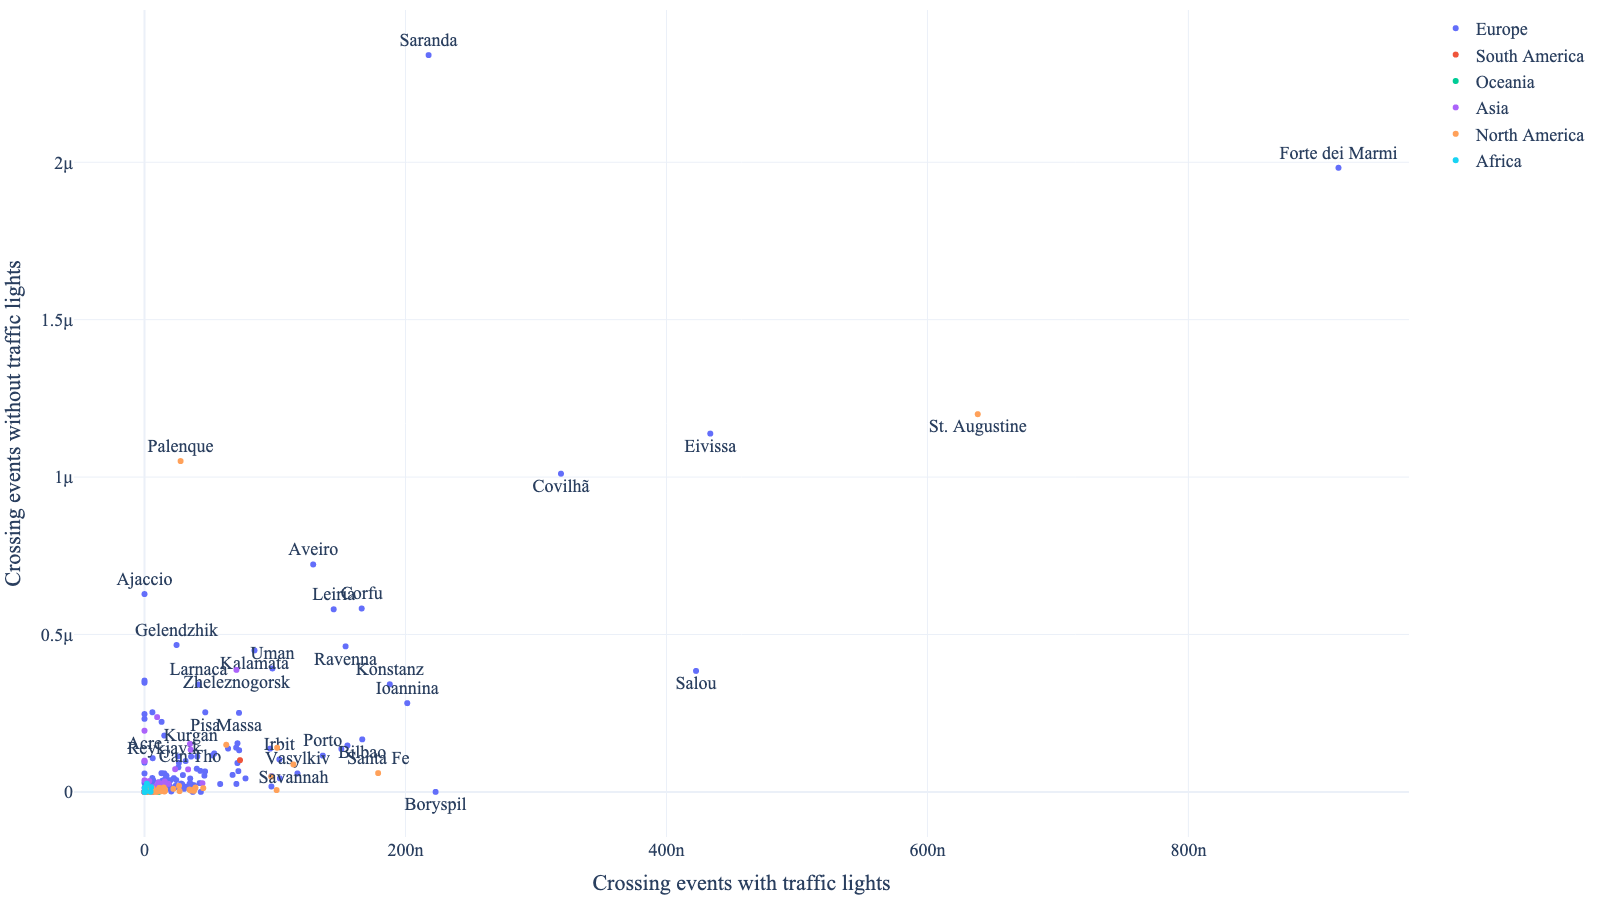 Saranda
Europe
South America
Oceania
Asia
North America
Africa
Forte dei Marmi
2μ
1.5μ
St. Augustine
Palenque
Eivissa
1μ
Covilhã
Aveiro
Ajaccio
Leiria
Corfu
Gelendzhik
0.5μ
Uman
Ravenna
Kalamata
Larnaca
Konstanz
Zheleznogorsk
Salou
Ioannina
Pisa
Massa
Kurgan
Acre
Reykjavik
Irbit
Porto
Can Tho
Vasylkiv
Bilbao
Santa Fe
Savannah
0
Boryspil
0
200n
400n
600n
800n
Crossing events with traffic lights
Crossing events without traffic lights